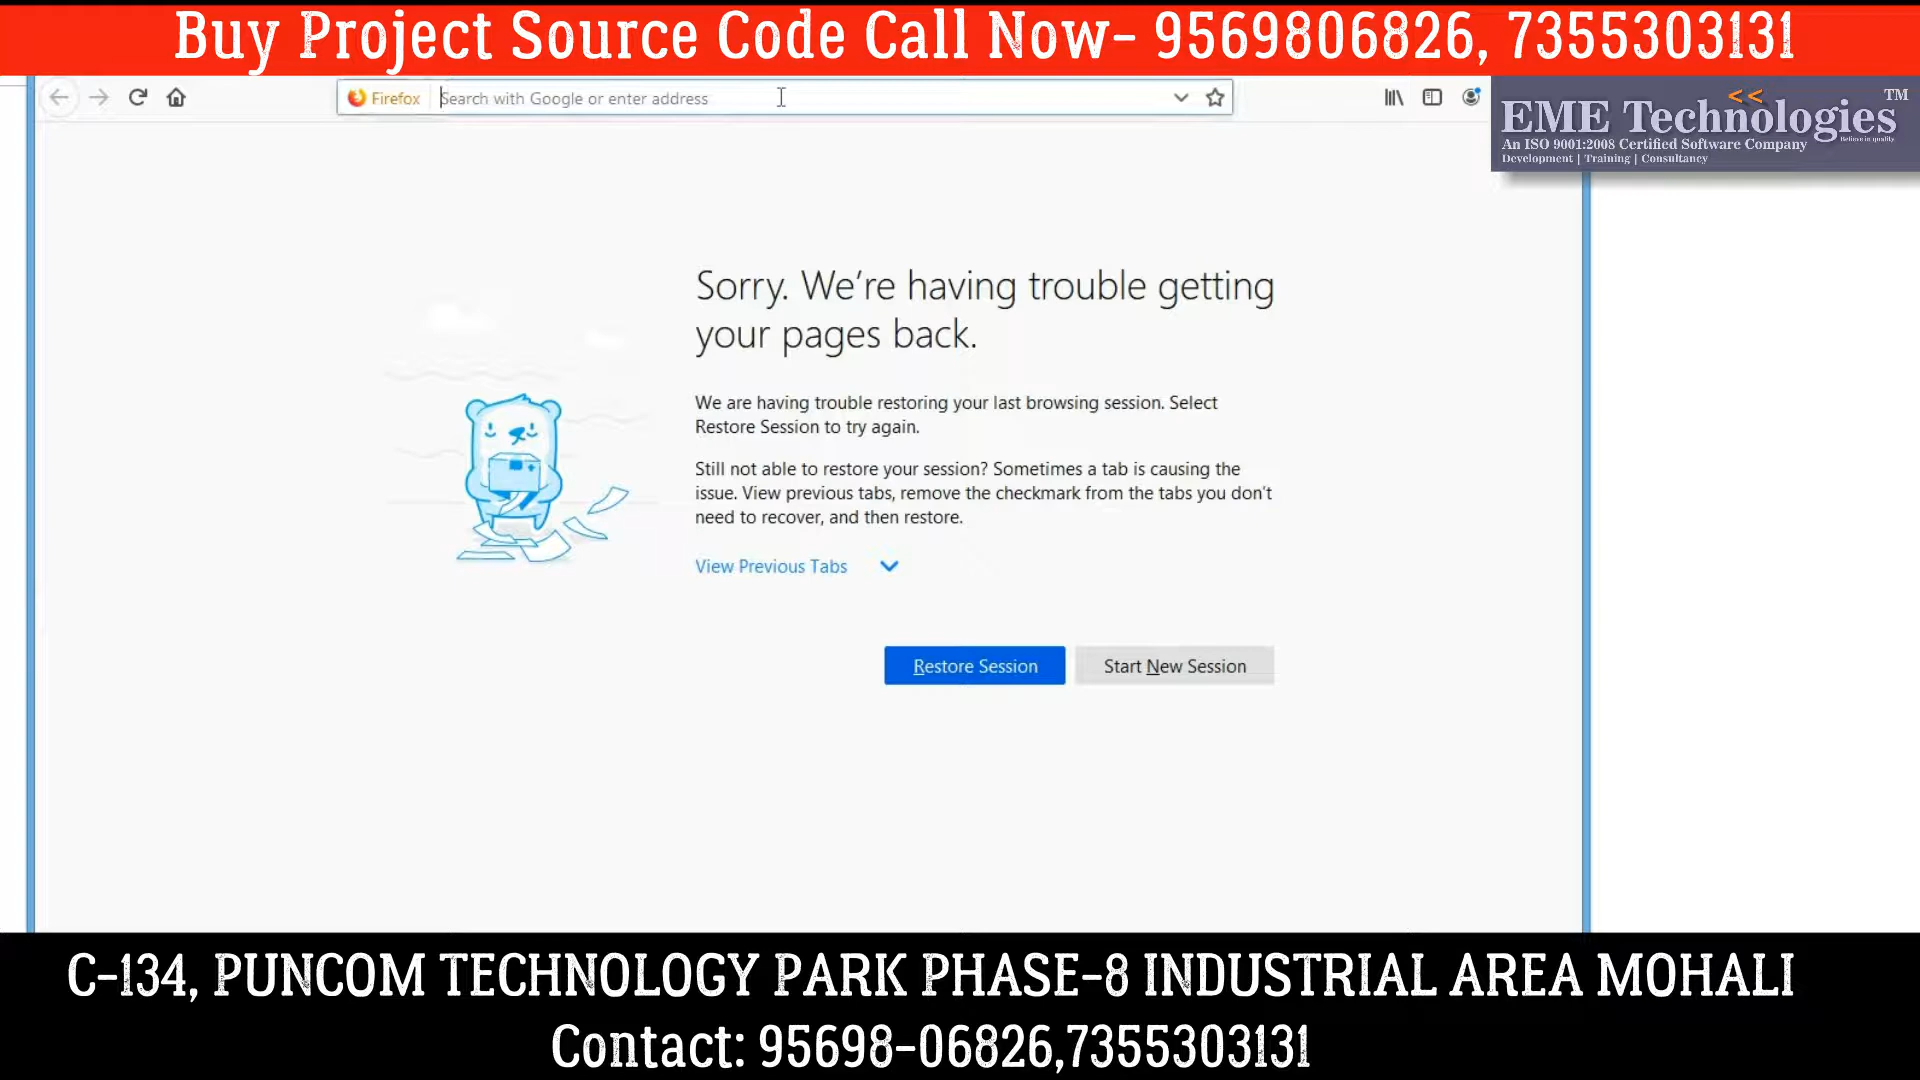 Buy Project Source Code Call Now- 9569806826, 7355303131
Firefox
Search with Google or enter address
<<
EME Technologies TM
Believe in quality
An ISO 9001:2008 Certified Software Company
Development | Training | Consultancy
Sorry. We’re having trouble getting
your pages back.
We are having trouble restoring your last browsing session. Select
Restore Session to try again.
Still not able to restore your session? Sometimes a tab is causing the
issue. View previous tabs, remove the checkmark from the tabs you don’t
need to recover, and then restore.
View Previous Tabs
Restore Session
Start New Session
C-134, PUNCOM TECHNOLOGY PARK PHASE-8 INDUSTRIAL AREA MOHALI
Contact: 95698-06826,7355303131